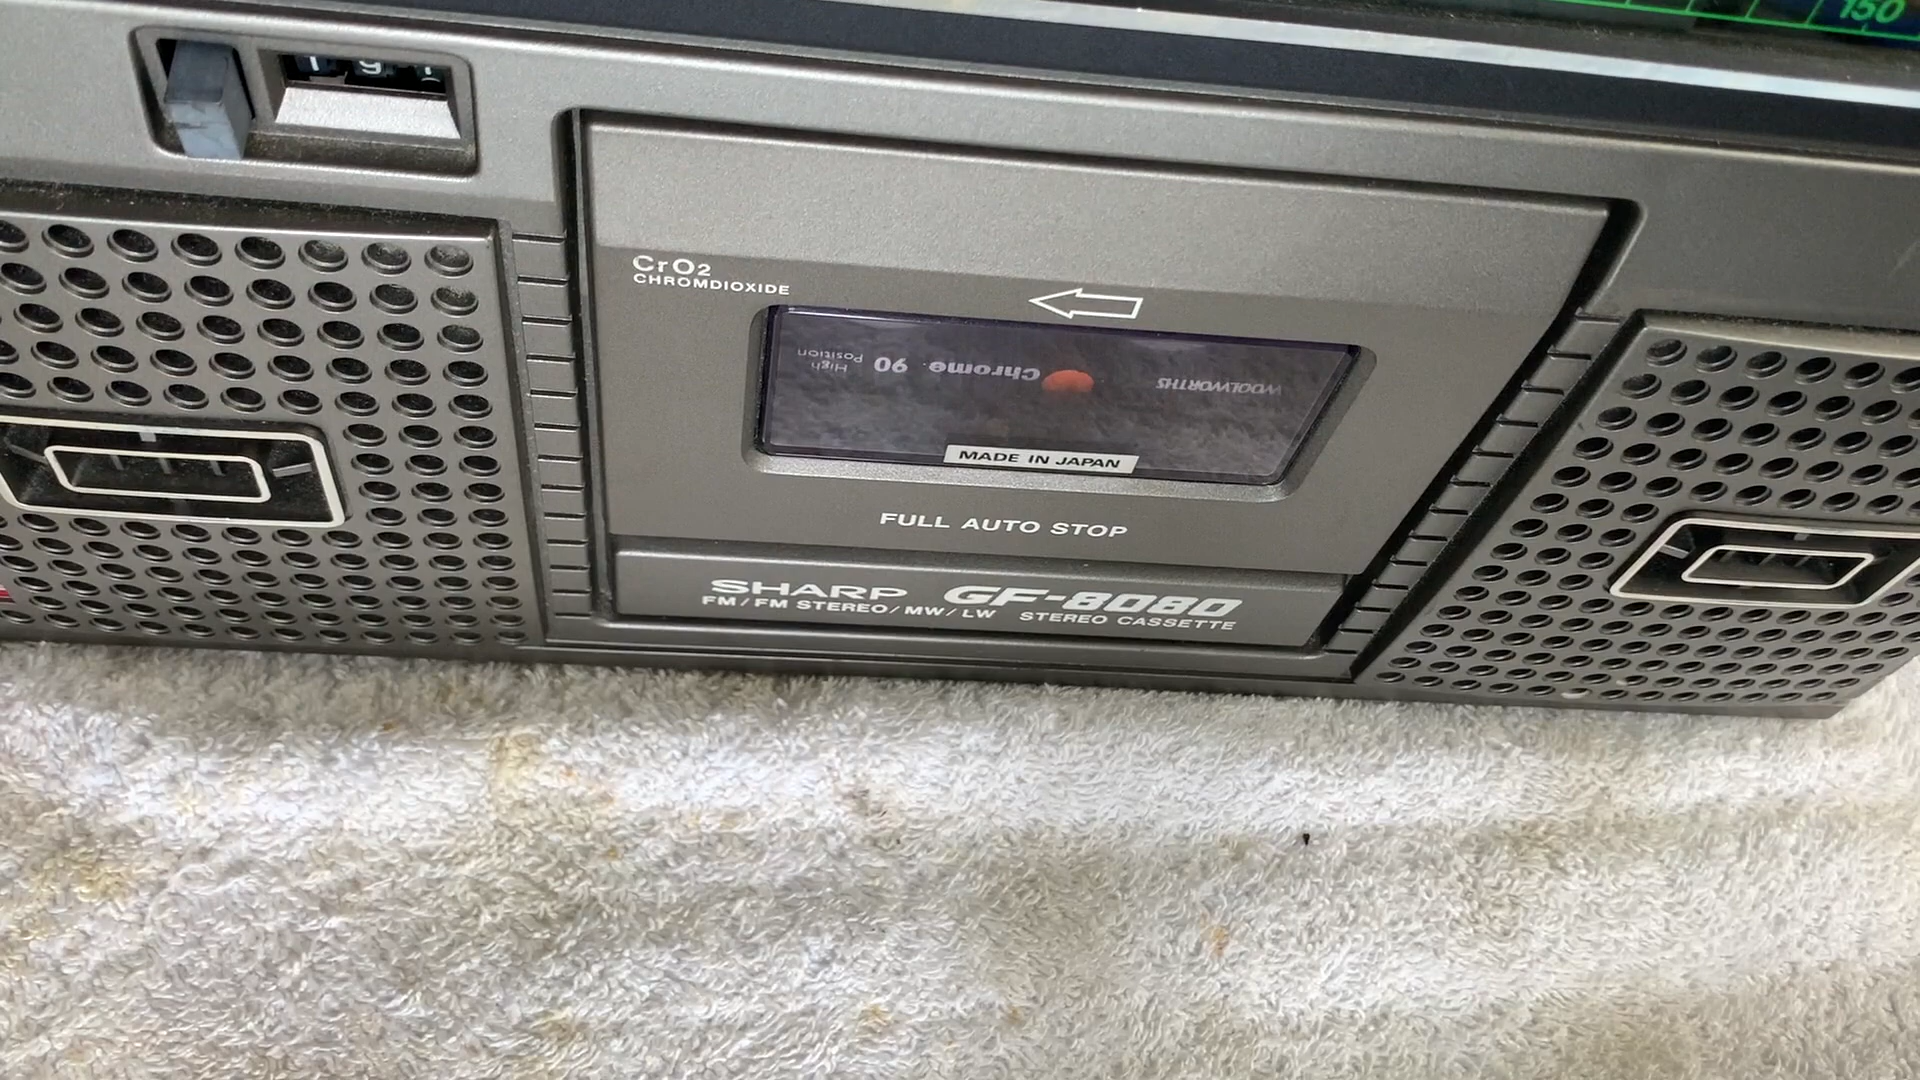 150
CrO2
CHROMDIOXIDE
WOOLWORTHS
Chrome 90
High
Position
MADE IN JAPAN
FULL AUTO STOP
SHARP GF-8080
FM/FM STEREO/MW/LW STEREO CASSETTE